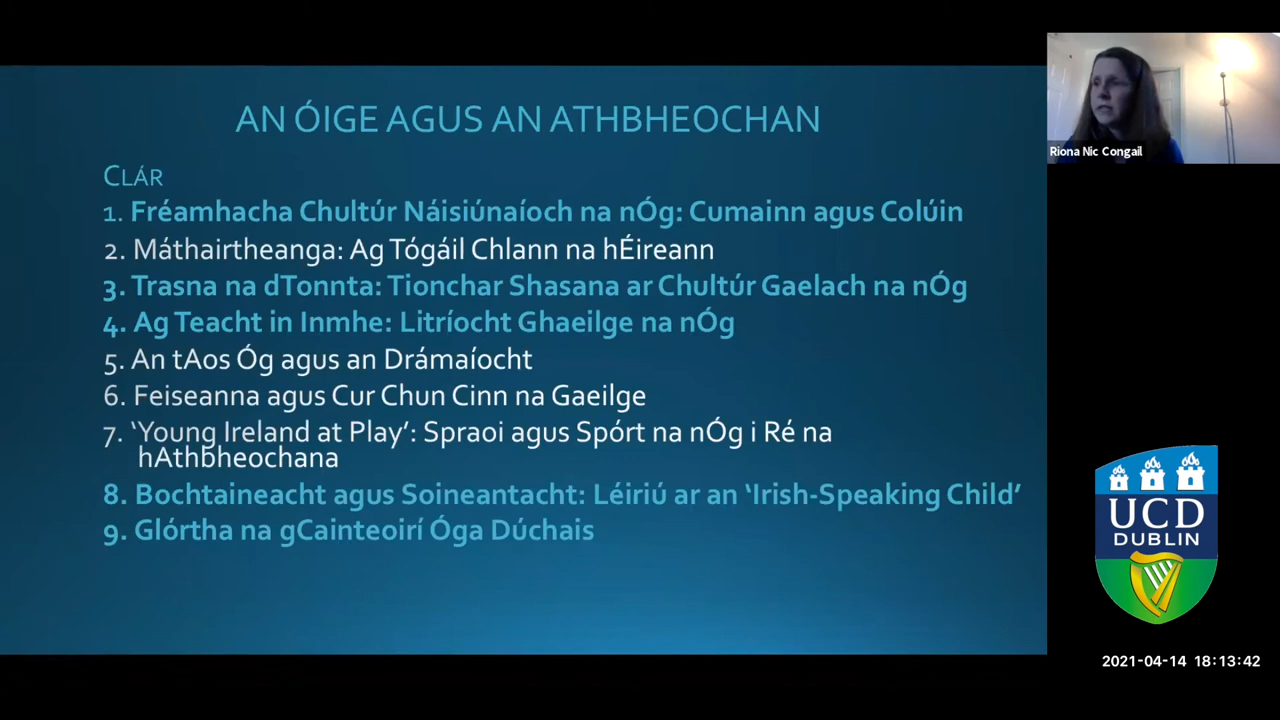 AN ÓIGE AGUS AN ATHBHEOCHAN
CLÁR
1. Fréamhacha Chultúr Náisiúnaíoch na nÓg: Cumainn agus Colúin
2. Máthairtheanga: Ag Tógáil Chlann na hÉireann
3. Trasna na dTonnta: Tionchar Shasana ar Chultúr Gaelach na nÓg
4. Ag Teacht in Inmhe: Litríocht Ghaeilge na nÓg
5. An tAos Óg agus an Drámaíocht
6. Feiseanna agus Cur Chun Cinn na Gaeilge
7. ‘Young Ireland at Play’: Spraoi agus Spórt na nÓg i Ré na
hAthbheochana
8. Bochtaineacht agus Soineantacht: Léiriú ar an ‘Irish-Speaking Child’
9. Glórtha na gCainteoirí Óga Dúchais
Ríona Nic Congail
UCD
DUBLIN
2021-04-14 18:13:42